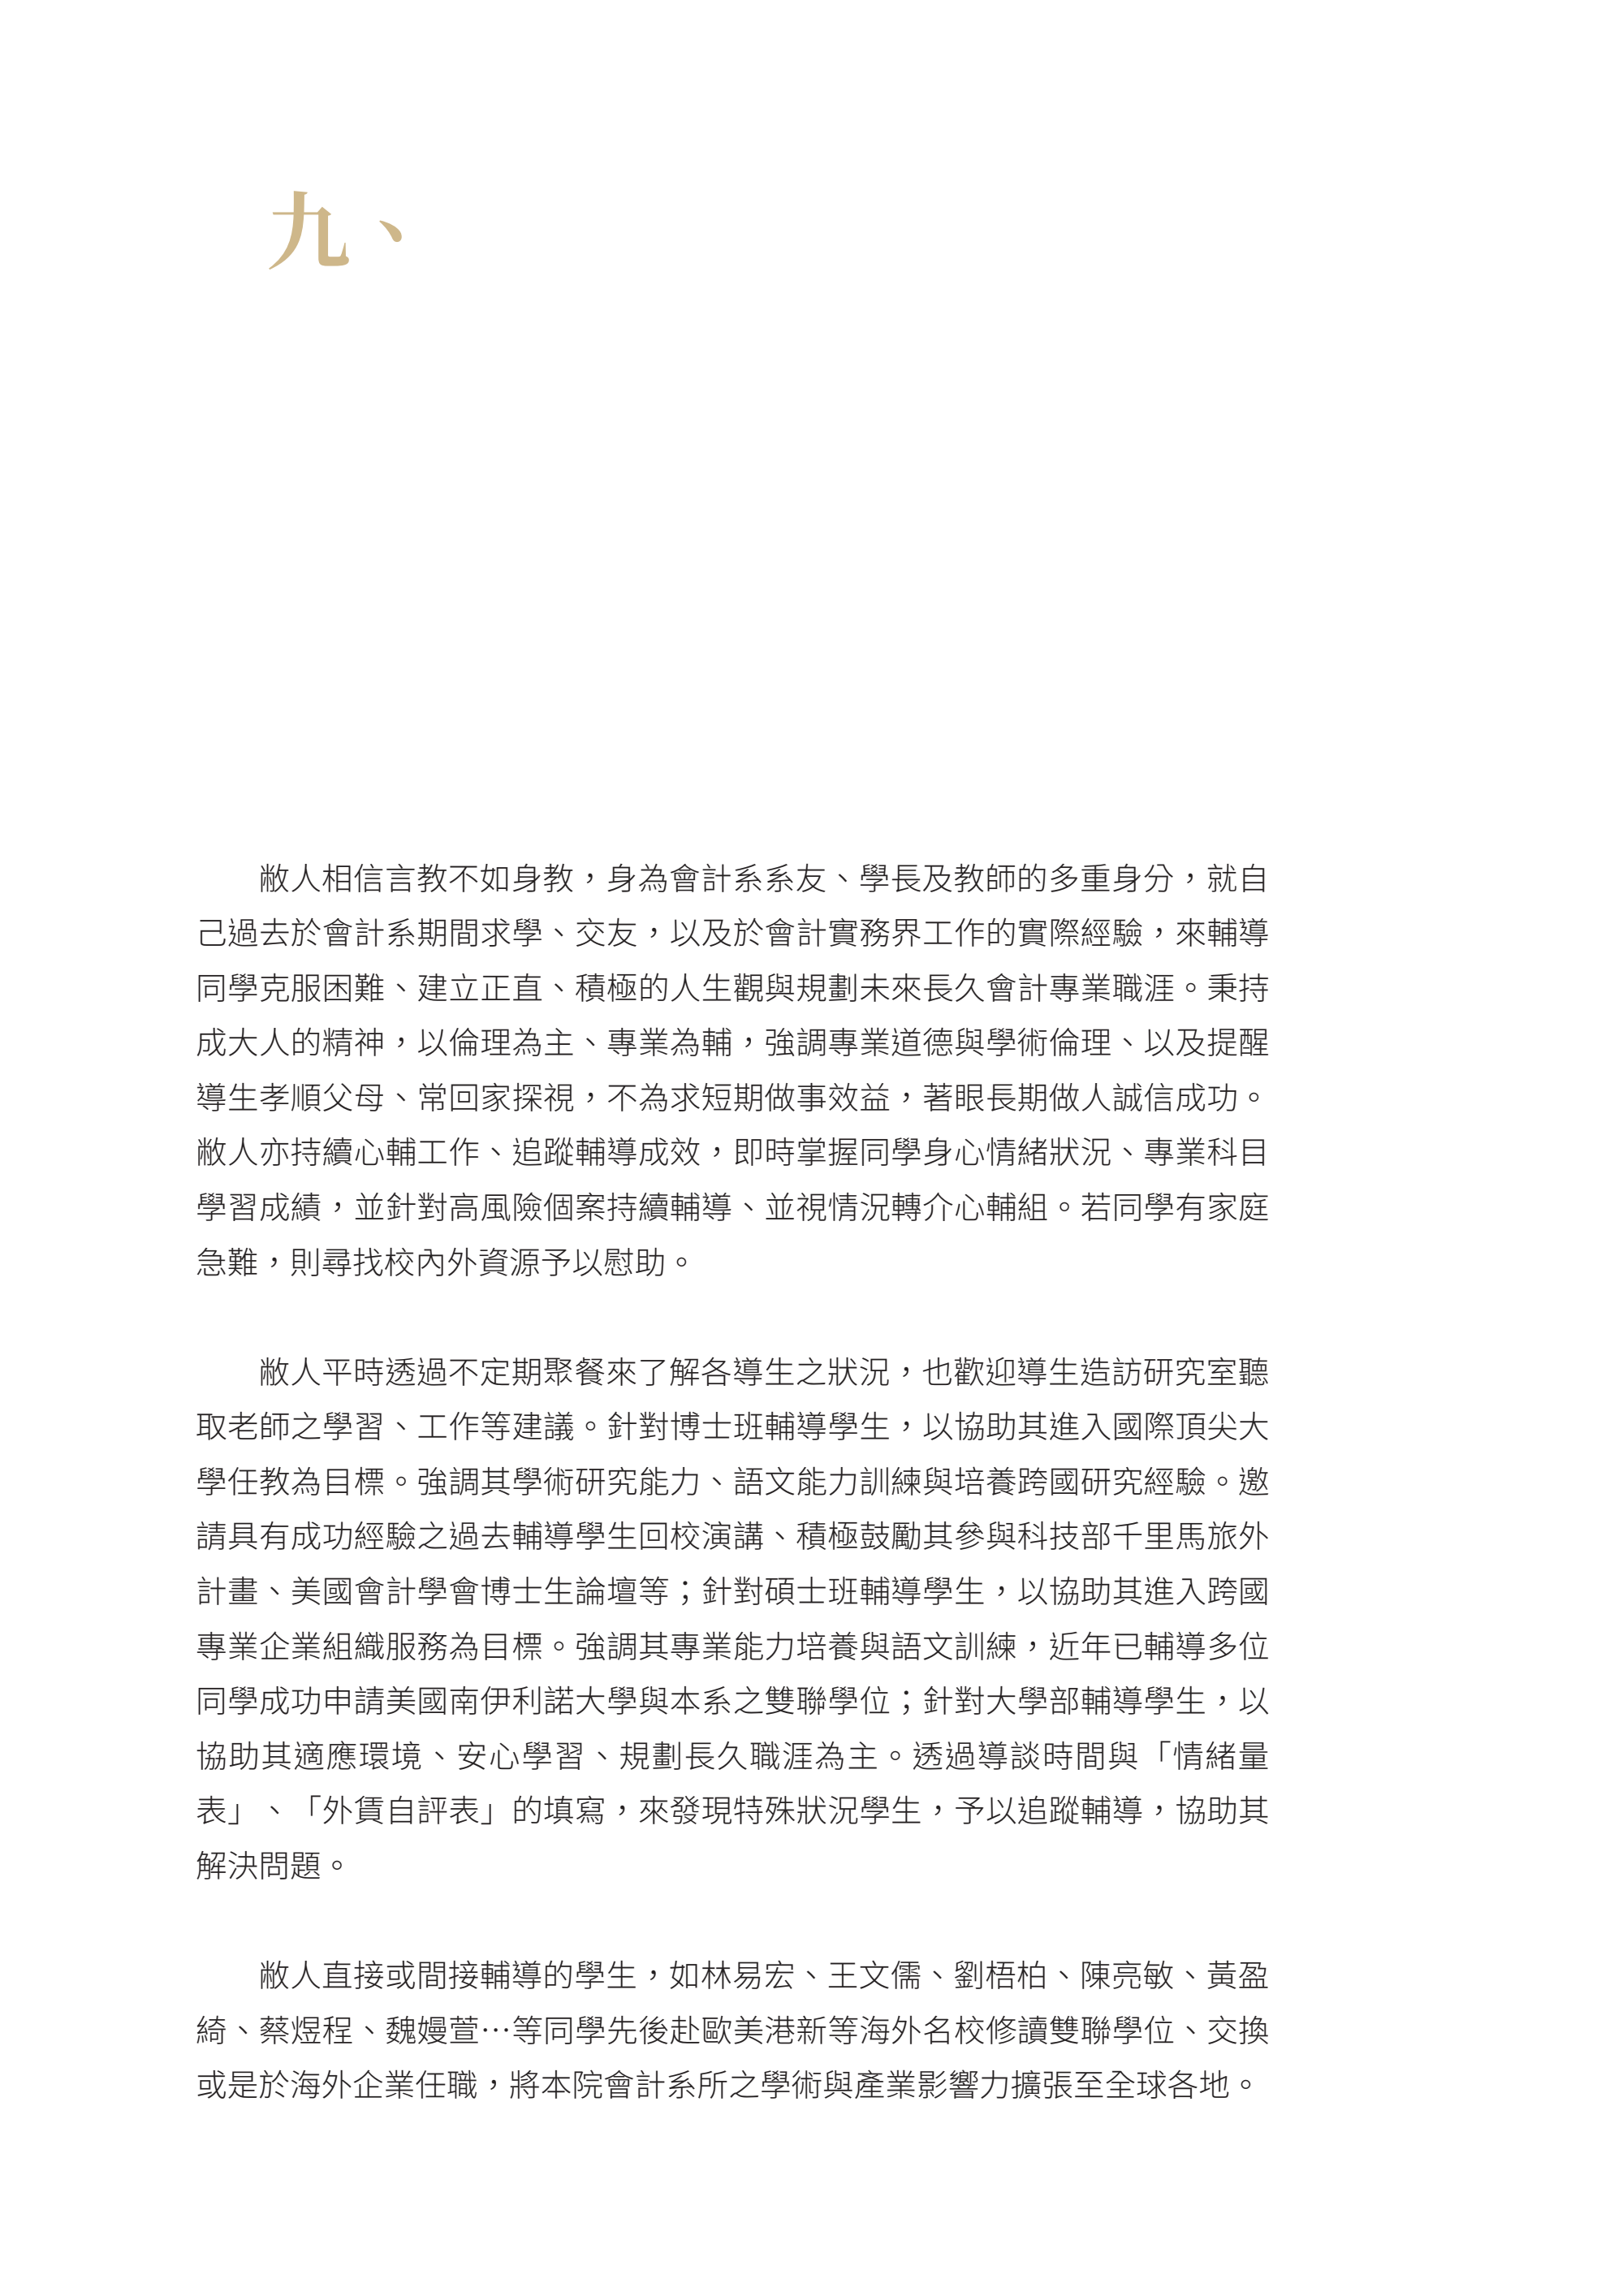 九、
敝人相信言教不如身教，身為會計系系友、學長及教師的多重身分，就自
己過去於會計系期間求學、交友，以及於會計實務界工作的實際經驗，來輔導
同學克服困難、建立正直、積極的人生觀與規劃未來長久會計專業職涯。秉持
成大人的精神，以倫理為主、專業為輔，強調專業道德與學術倫理、以及提醒
導生孝順父母、常回家探視，不為求短期做事效益，著眼長期做人誠信成功。
敝人亦持續心輔工作、追蹤輔導成效，即時掌握同學身心情緒狀況、專業科目
學習成績，並針對高風險個案持續輔導、並視情況轉介心輔組。若同學有家庭
急難，則尋找校內外資源予以慰助。
敝人平時透過不定期聚餐來了解各導生之狀況，也歡迎導生造訪研究室聽
取老師之學習、工作等建議。針對博士班輔導學生，以協助其進入國際頂尖大
學任教為目標。強調其學術研究能力、語文能力訓練與培養跨國研究經驗。邀
請具有成功經驗之過去輔導學生回校演講、積極鼓勵其參與科技部千里馬旅外
計畫、美國會計學會博士生論壇等；針對碩士班輔導學生，以協助其進入跨國
專業企業組織服務為目標。強調其專業能力培養與語文訓練，近年已輔導多位
同學成功申請美國南伊利諾大學與本系之雙聯學位；針對大學部輔導學生，以
協助其適應環境、安心學習、規劃長久職涯為主。透過導談時間與「情緒量
表」、「外賃自評表」的填寫，來發現特殊狀況學生，予以追蹤輔導，協助其
解決問題。
敝人直接或間接輔導的學生，如林易宏、王文儒、劉梧柏、陳亮敏、黃盈
綺、蔡煜程、魏嫚萱…等同學先後赴歐美港新等海外名校修讀雙聯學位、交換
或是於海外企業任職，將本院會計系所之學術與產業影響力擴張至全球各地。